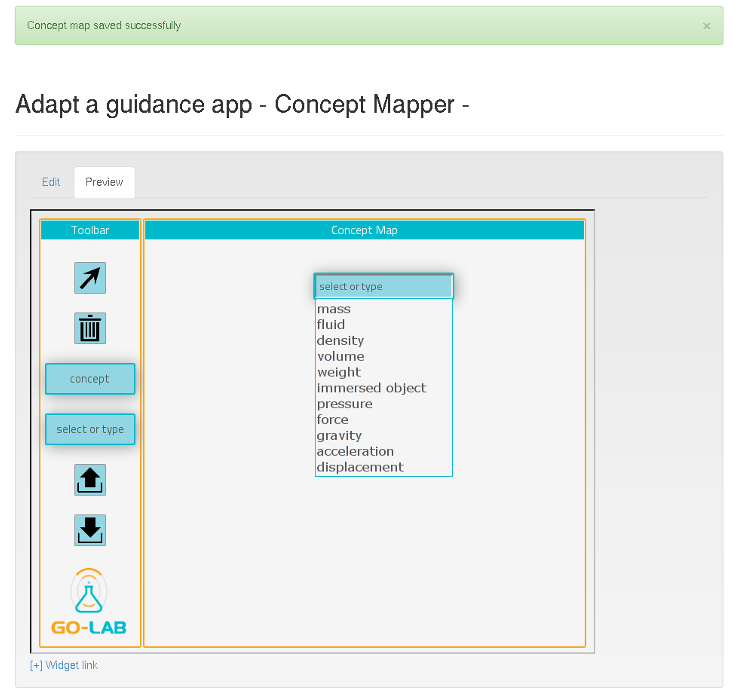 Concept map saved successfully ×
Adapt a guidance app - Concept Mapper -
Edit Preview
Toolbar
concept
select or type
GO-LAB
Concept Map
select or type
mass
fluid
density
volume
weight
immersed object
pressure
force
gravity
acceleration
displacement
[+] Widget link